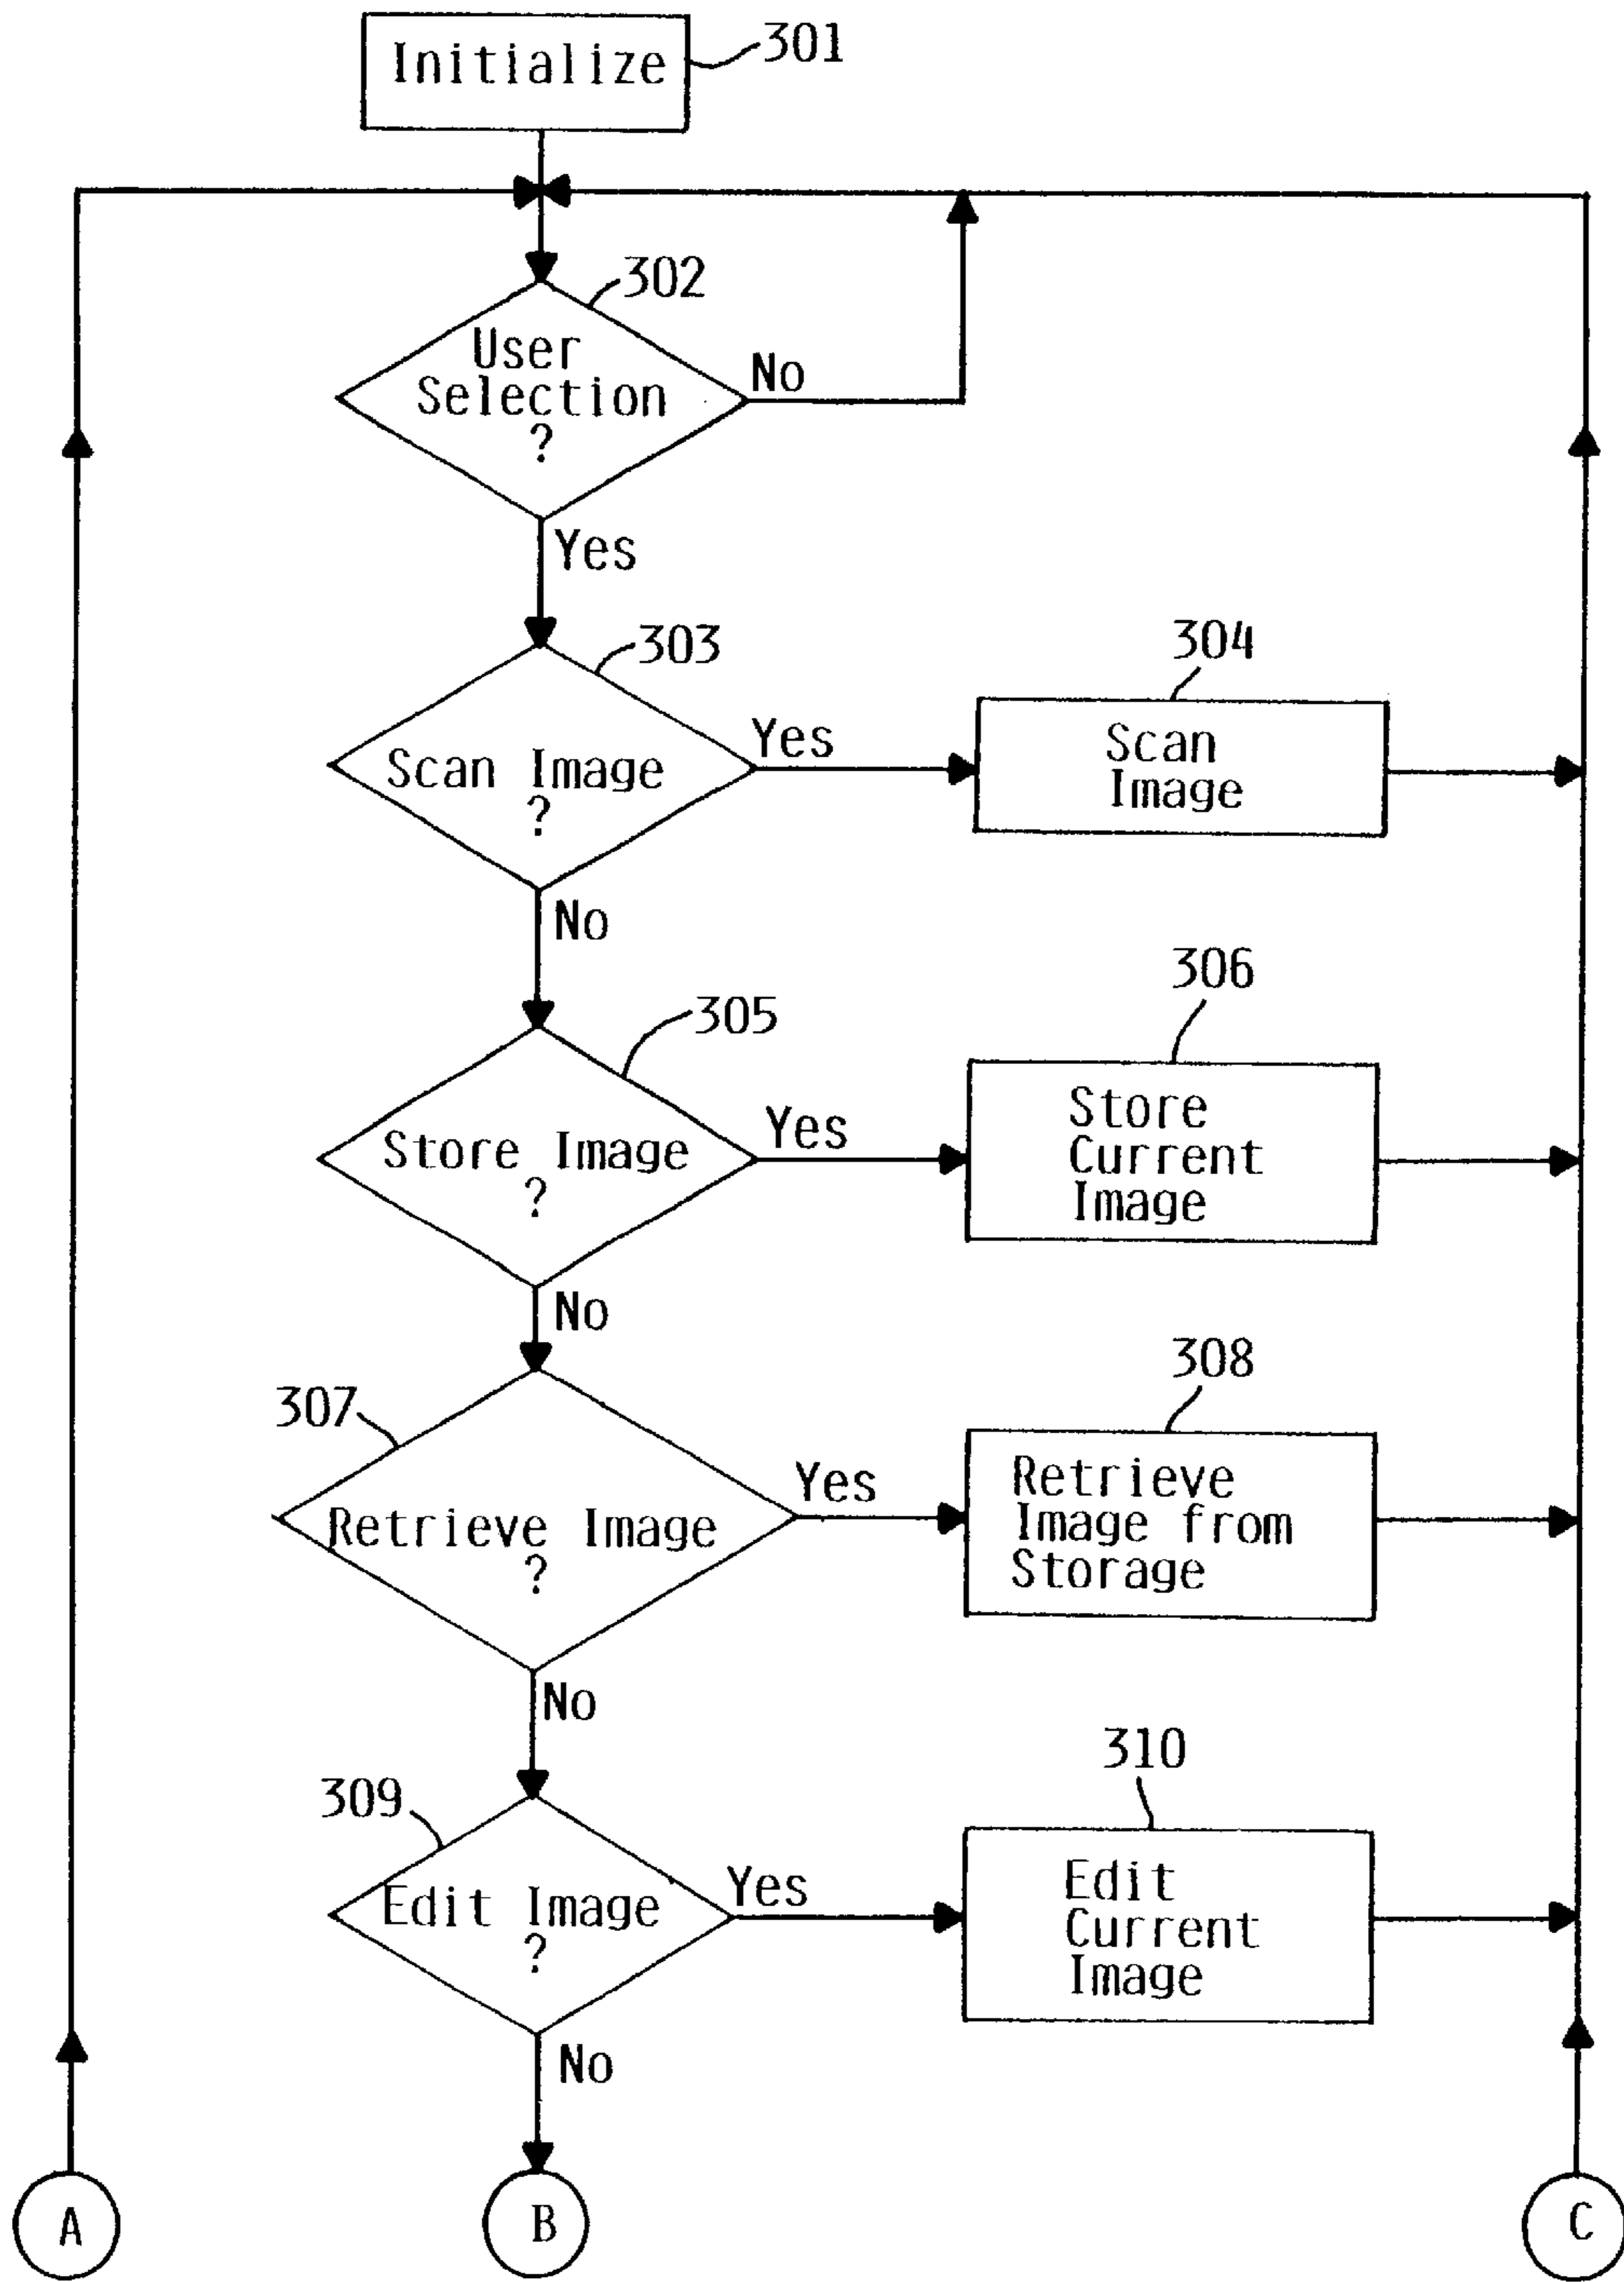 Initialize
301
302
User
Selection
?
No
Yes
303
304
Scan Image
?
Yes
Scan
Image
No
305
306
Store Image
?
Yes
Store
Current
Image
No
307
308
Retrieve Image
?
Yes
Retrieve
Image from
Storage
No
309
310
Edit Image
?
Yes
Edit
Current
Image
No
A
B
C